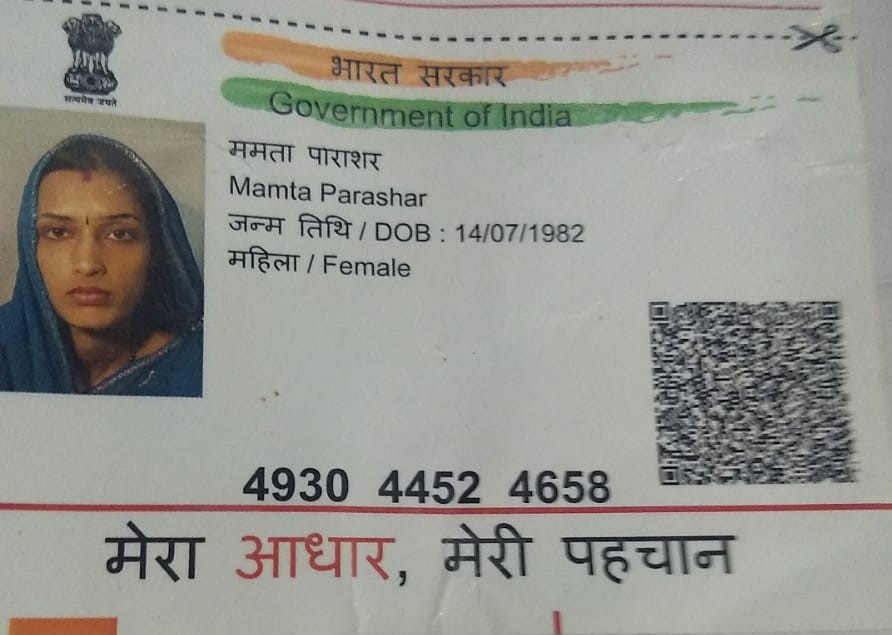 सत्यमेव जयते
भारत सरकार
Government of India
ममता पाराशर
Mamta Parashar
जन्म तिथि / DOB : 14/07/1982
महिला / Female
4930 4452 4658
मेरा आधार, मेरी पहचान